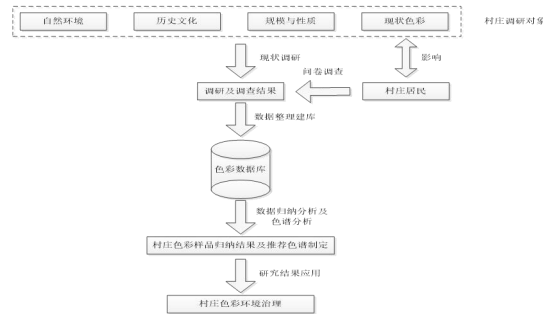 自然环境
历史文化
规模与性质
现状色彩
村庄调研对象
现状调研
影响
问卷调查
调研及调查结果
村庄居民
数据整理建库
色彩数据库
数据归纳分析及
色谱分析
村庄色彩样品归纳结果及推荐色谱制定
研究结果应用
村庄色彩环境治理